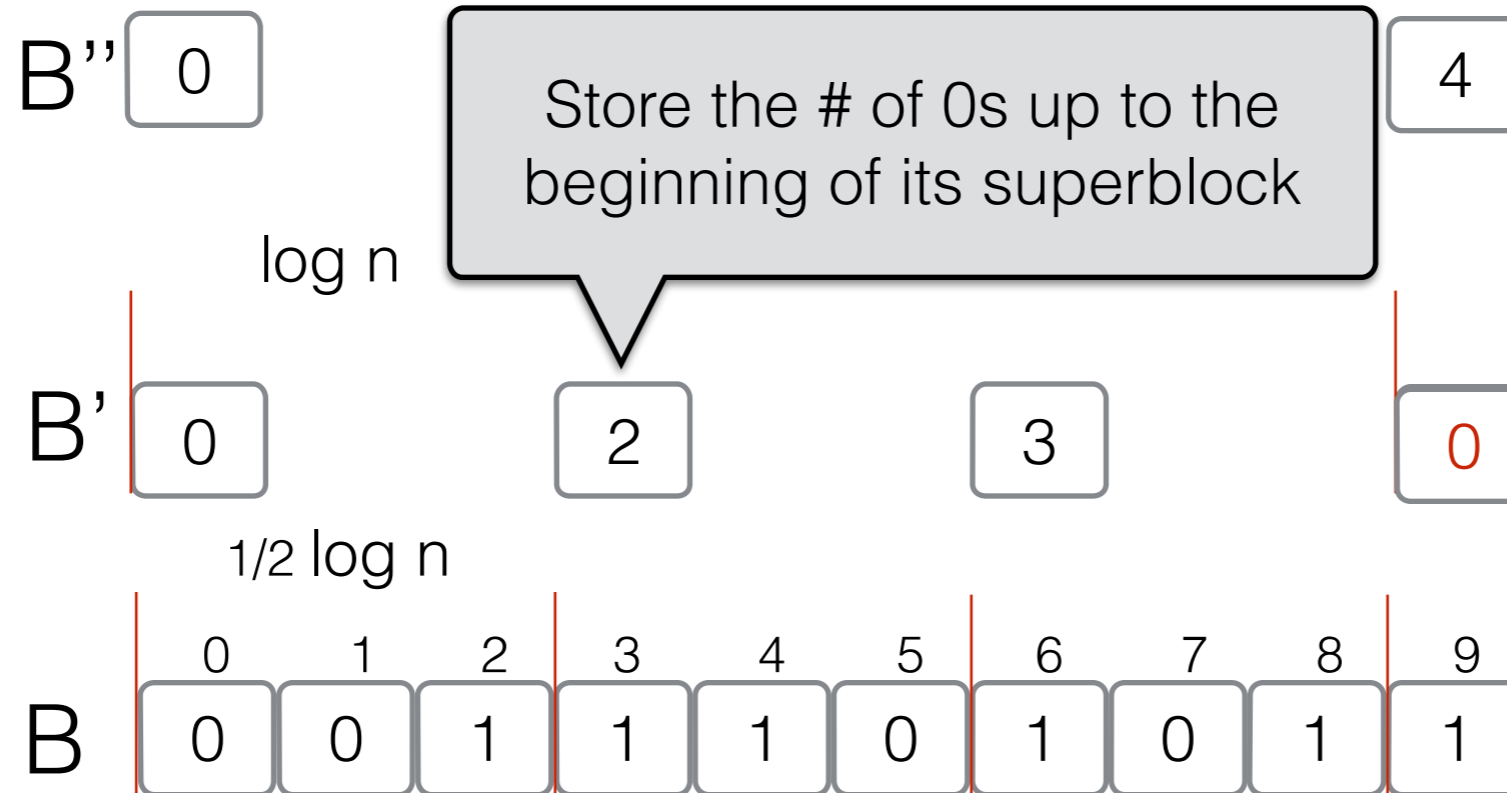 B’’ 0 4
Store the # of 0s up to the
beginning of its superblock
log n
B’ 0 2 3 0
1/2 log n
0 1 2 3 4 5 6 7 8 9
B 0 0 1 1 1 0 1 0 1 1